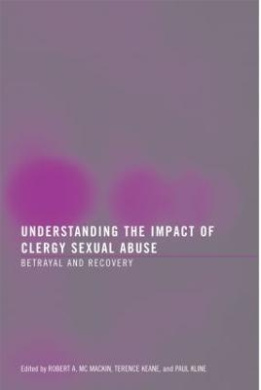 UNDERSTANDING THE IMPACT OF
CLERGY SEXUAL ABUSE
BETRAYAL AND RECOVERY
Edited by ROBERT A. MC MACKIN, TERENCE KEANE, and PAUL KLINE